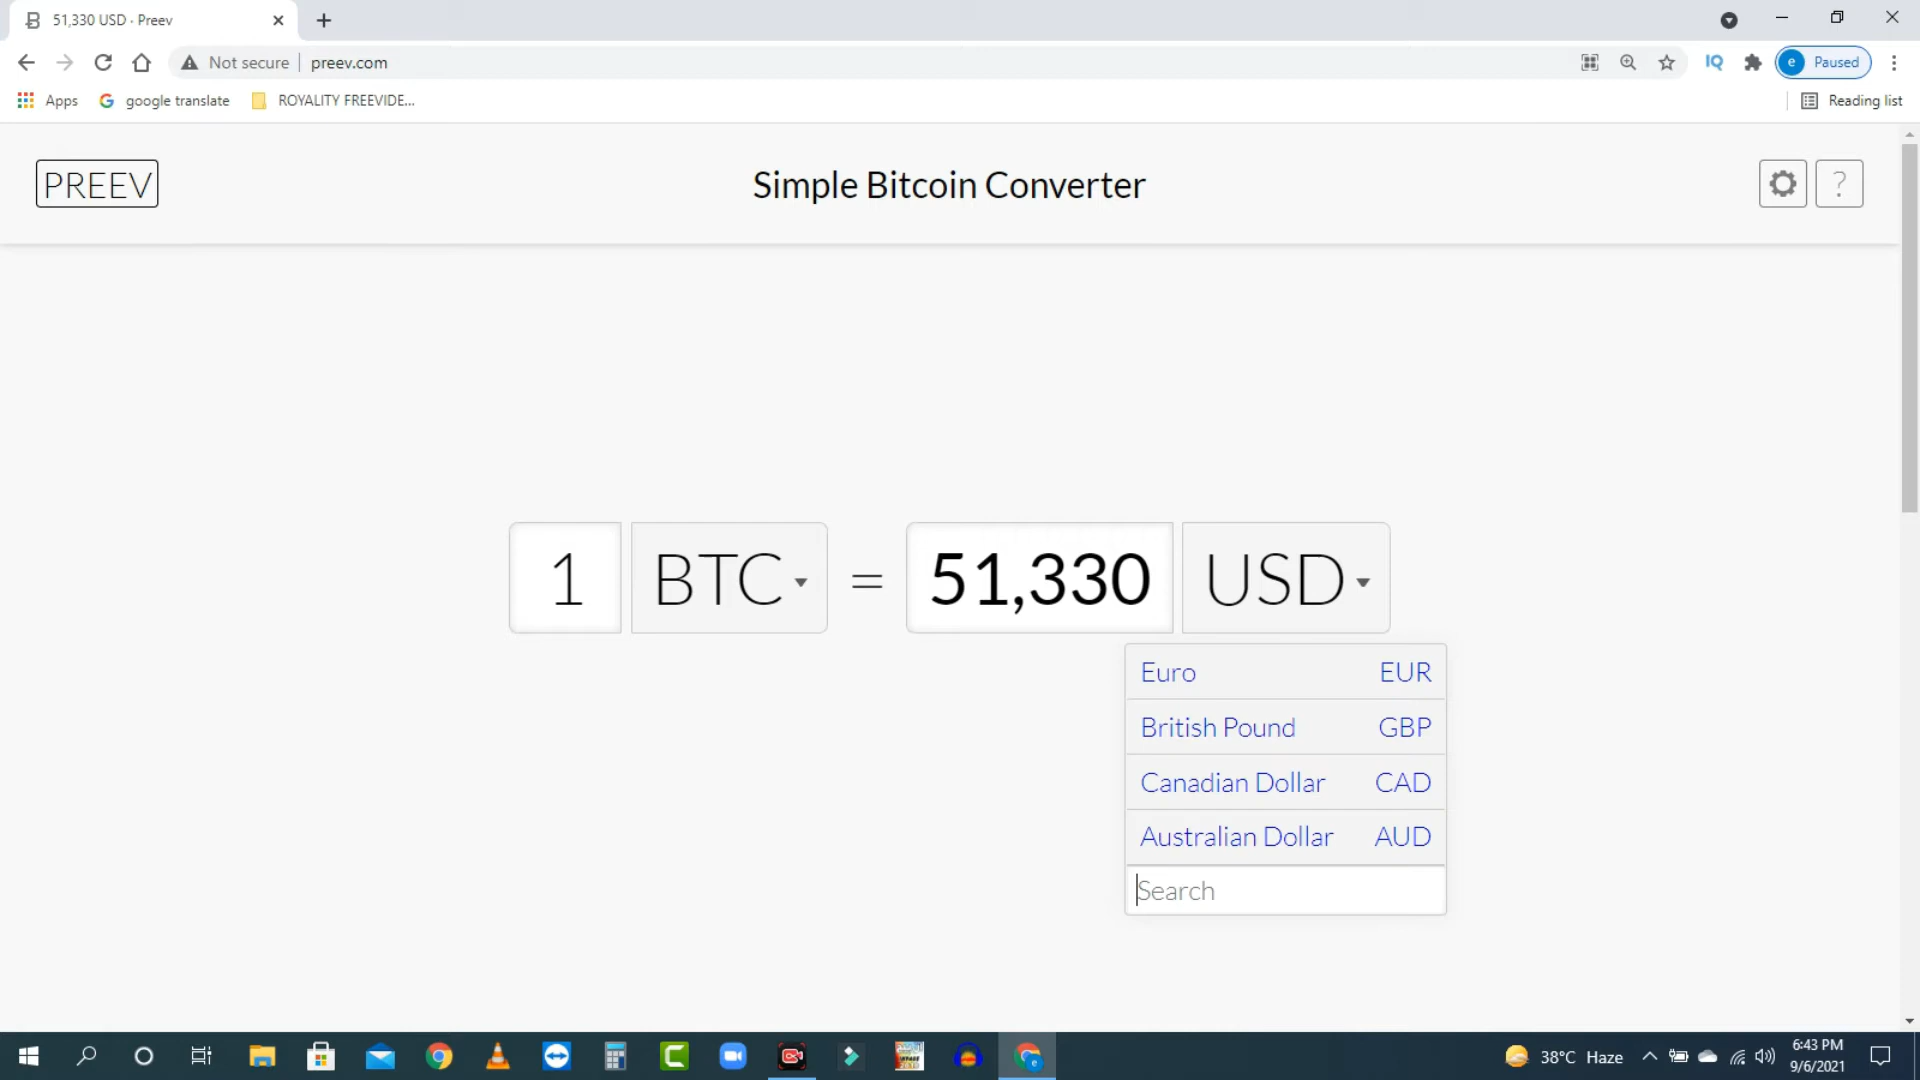 51,330 USD · Preev
Not secure
preev.com
IQ
e
Paused
Apps
google translate
ROYALITY FREEVIDE...
Reading list
PREEV
Simple Bitcoin Converter
?
1 BTC = 51,330 USD
Euro EUR
British Pound GBP
Canadian Dollar CAD
Australian Dollar AUD
Search
38°C Haze
6:43 PM
9/6/2021